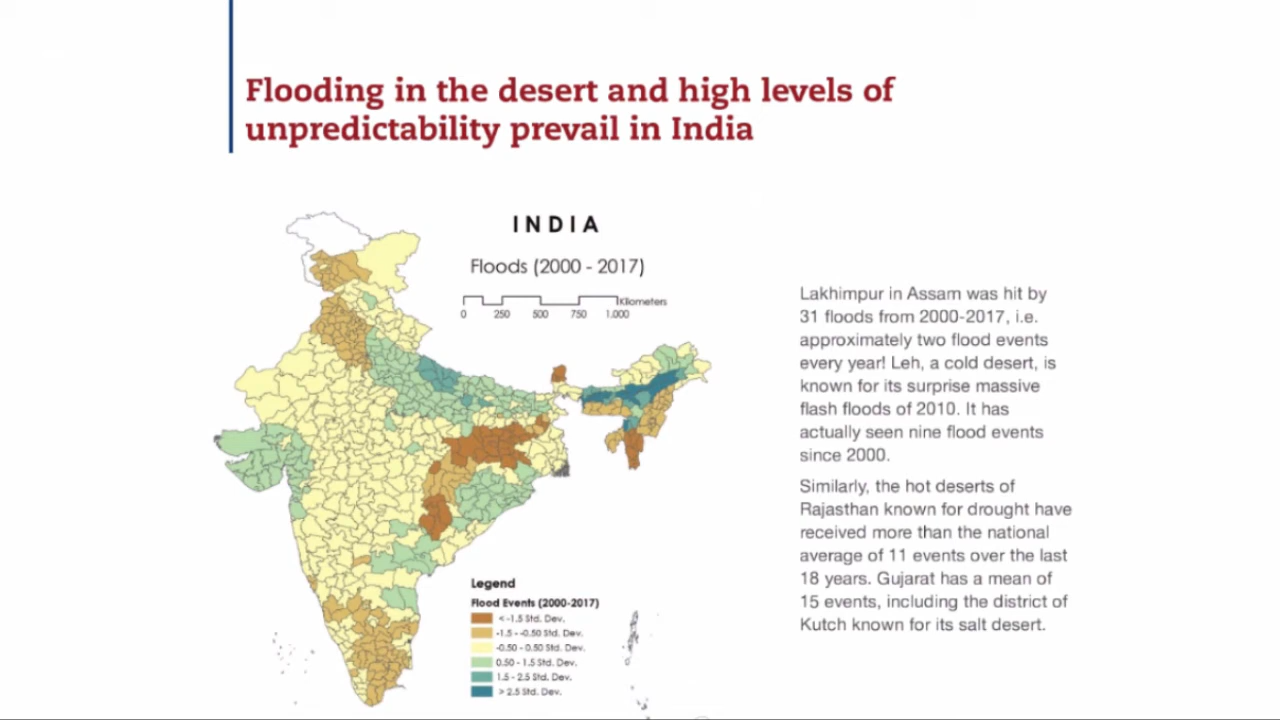 Flooding in the desert and high levels of
unpredictability prevail in India
INDIA
Floods (2000 - 2017)
Kilometers
0 250 500 750 1,000
Lakhimpur in Assam was hit by
31 floods from 2000-2017, i.e.
approximately two flood events
every year! Leh, a cold desert, is
known for its surprise massive
flash floods of 2010. It has
actually seen nine flood events
since 2000.
Similarly, the hot deserts of
Rajasthan known for drought have
received more than the national
average of 11 events over the last
18 years. Gujarat has a mean of
15 events, including the district of
Kutch known for its salt desert.
Legend
Flood Events (2000-2017)
< -1.5 Std. Dev.
-1.5 - -0.50 Std. Dev.
-0.50 - 0.50 Std. Dev.
0.50 - 1.5 Std. Dev.
1.5 - 2.5 Std. Dev.
> 2.5 Std. Dev.